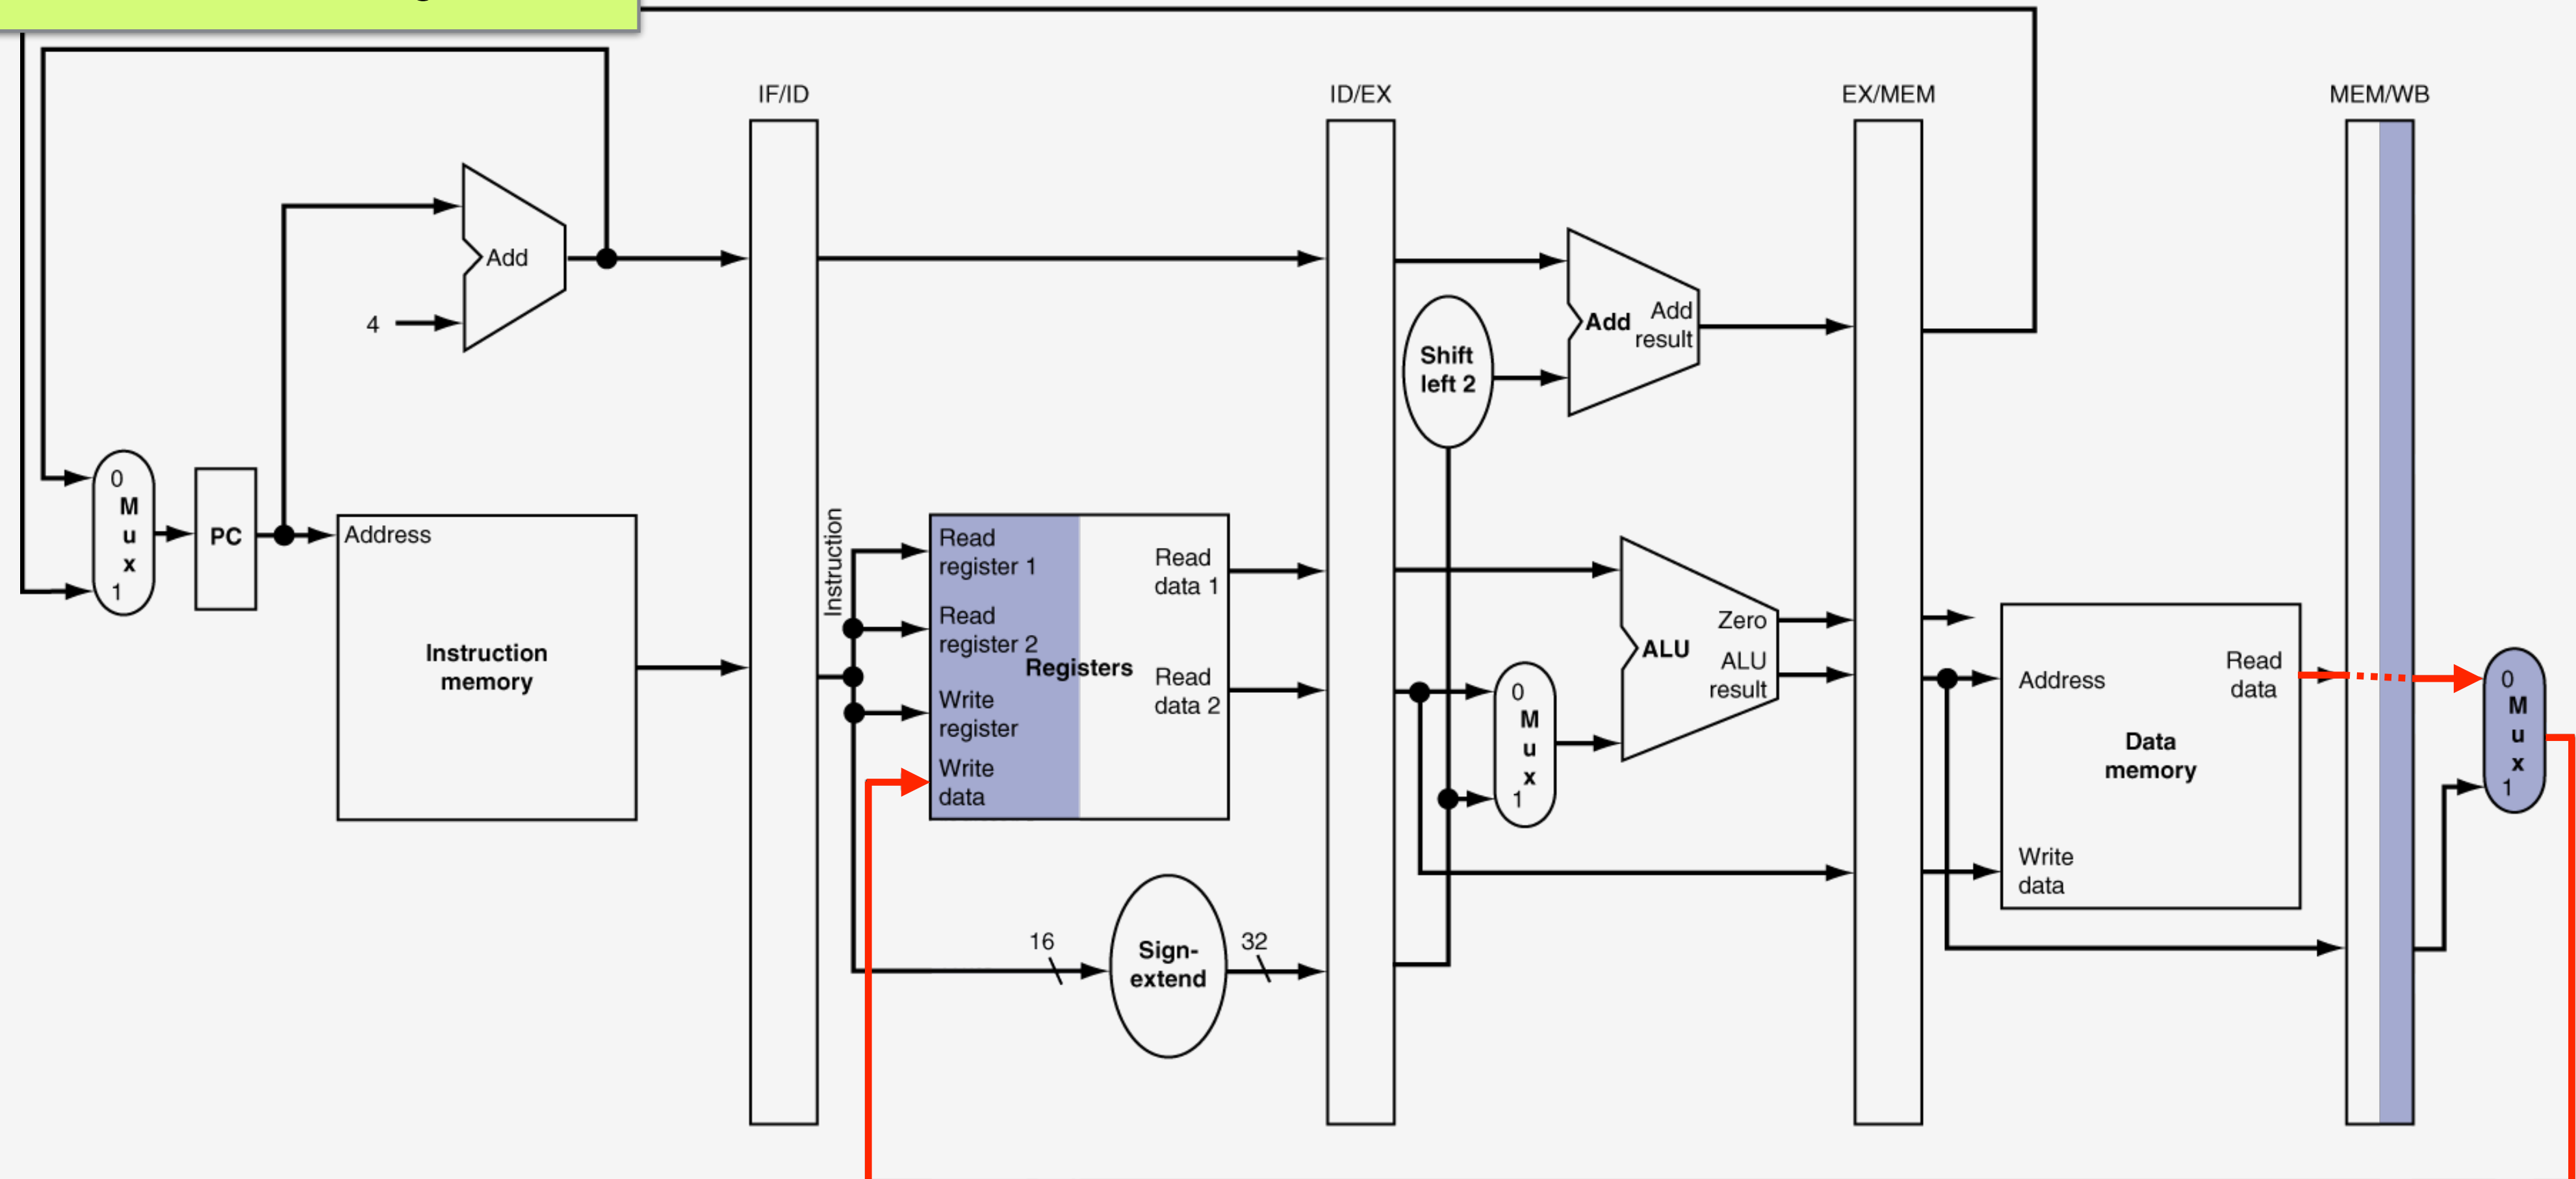 IF/ID
ID/EX
EX/MEM
MEM/WB
Add
4
Add
Add
result
Shift
left 2
0
M
u
x
1
PC
Address
Instruction
memory
Instruction
Read
register 1
Read
register 2
Registers
Write
register
Write
data
Read
data 1
Read
data 2
16
Sign-
extend
32
0
M
u
x
1
Zero
ALU
ALU
result
Address
Read
data
Data
memory
Write
data
0
M
u
x
1